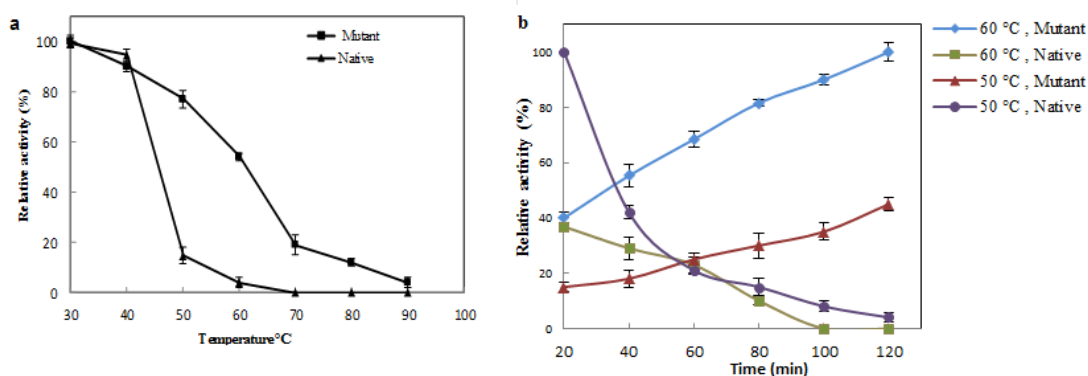 a
Relative activity (%)
120
100
80
60
40
20
0
30 40 50 60 70 80 90 100
Temperature°C
Mutant
Native
b
Relative activity (%)
100
80
60
40
20
0
20 40 60 80 100 120
Time (min)
60 °C , Mutant
60 °C , Native
50 °C , Mutant
50 °C , Native